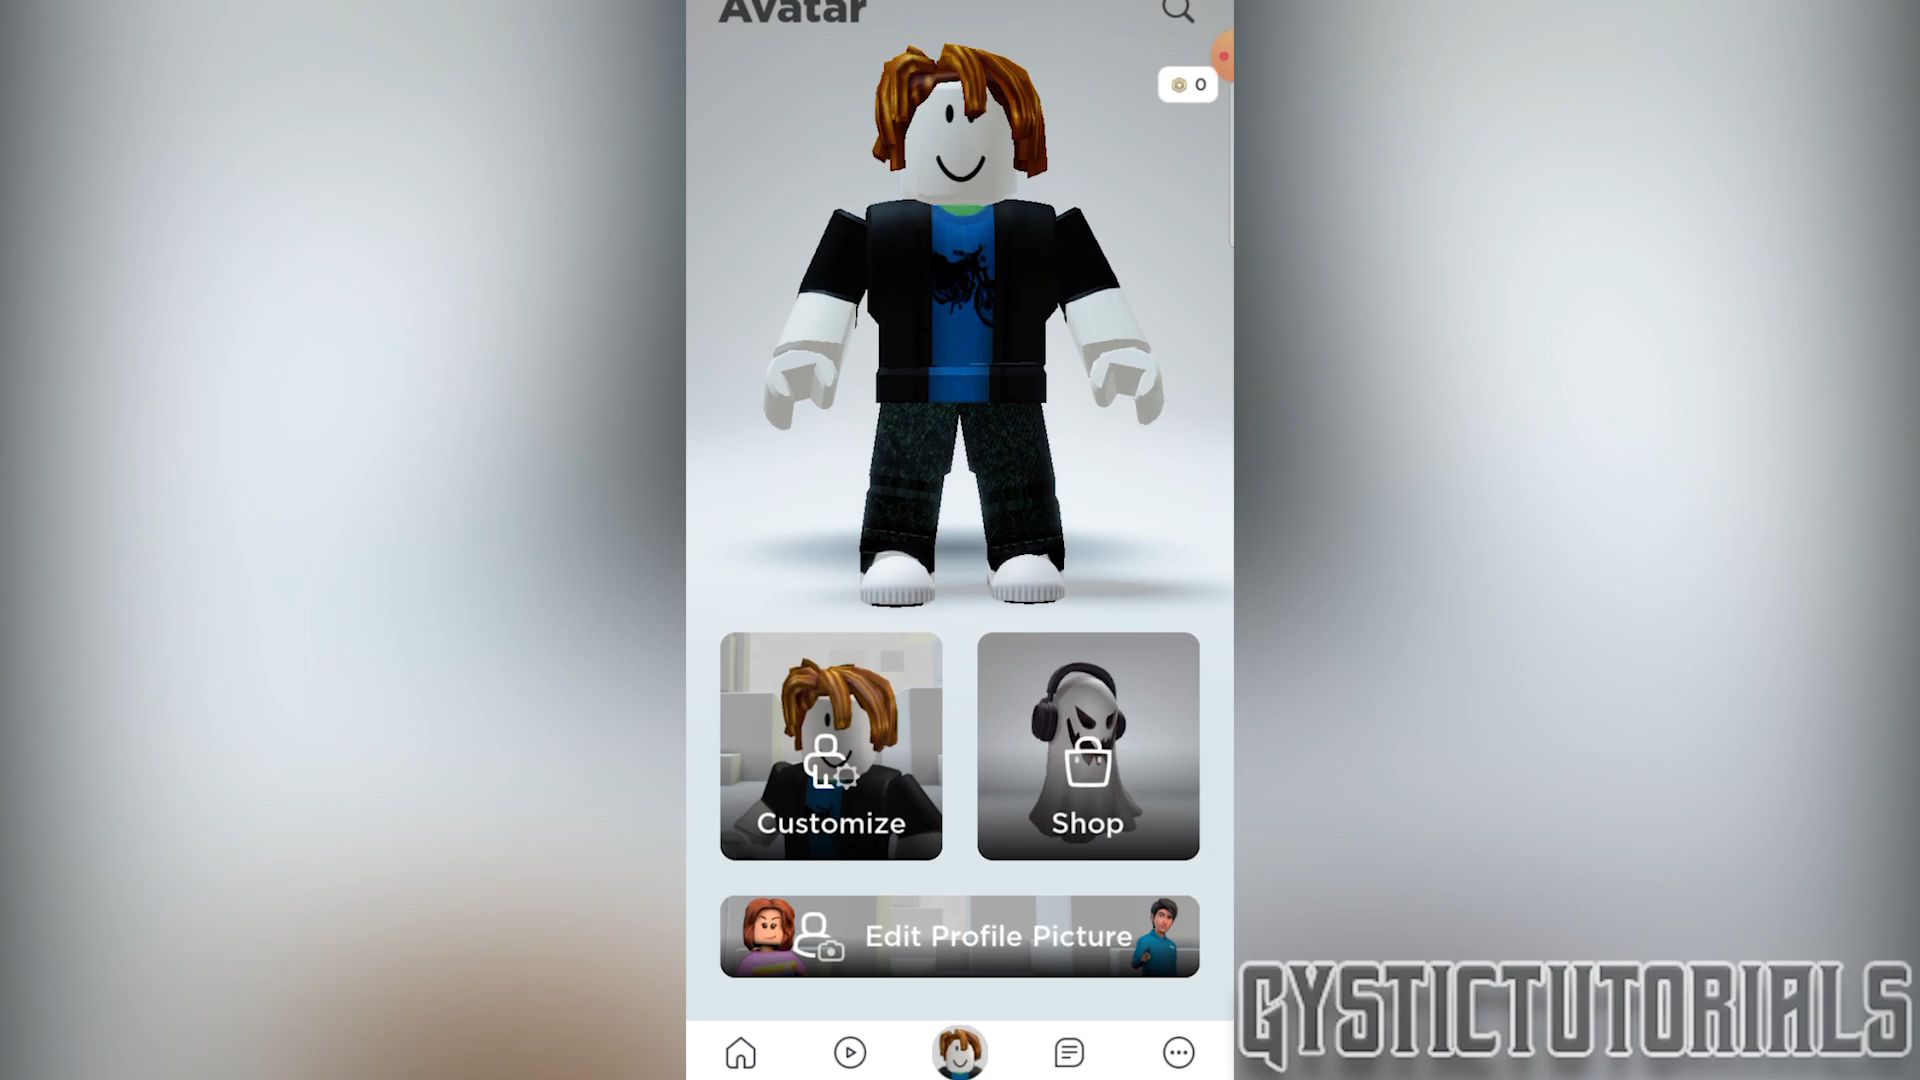 Avatar
0
Customize
Shop
Edit Profile Picture
GYSTICTUTORIALS